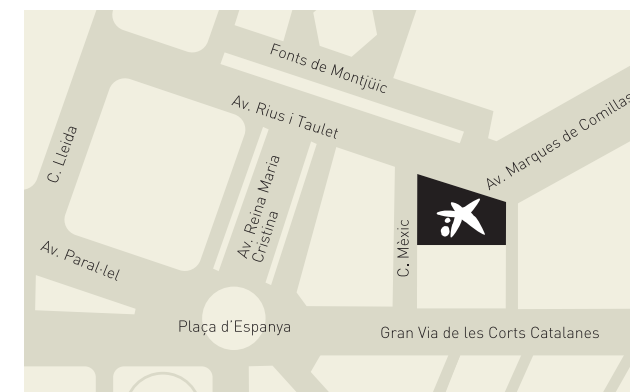 Fonts de Montjüic
Av. Rius i Taulet
Av. Marques de Comillas
C. Lleida
Av. Reina Maria
Cristina
C. Mèxic
Av. Paral·lel
Plaça d'Espanya
Gran Via de les Corts Catalanes